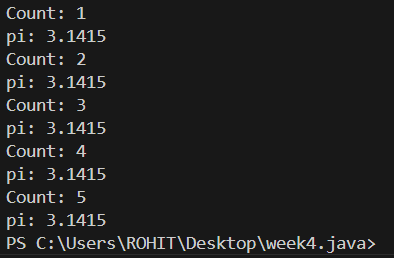 Count: 1
pi: 3.1415
Count: 2
pi: 3.1415
Count: 3
pi: 3.1415
Count: 4
pi: 3.1415
Count: 5
pi: 3.1415
PS C:\Users\ROHIT\Desktop\week4.java>